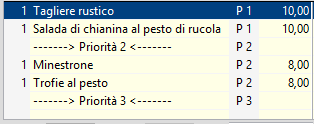 1 Tagliere rustico P 1 10,00
1 Salada di chianina al pesto di rucola P 1 10,00
-------> Priorità 2 <------- P 2
1 Minestrone P 2 8,00
1 Trofie al pesto P 2 8,00
-------> Priorità 3 <------- P 3